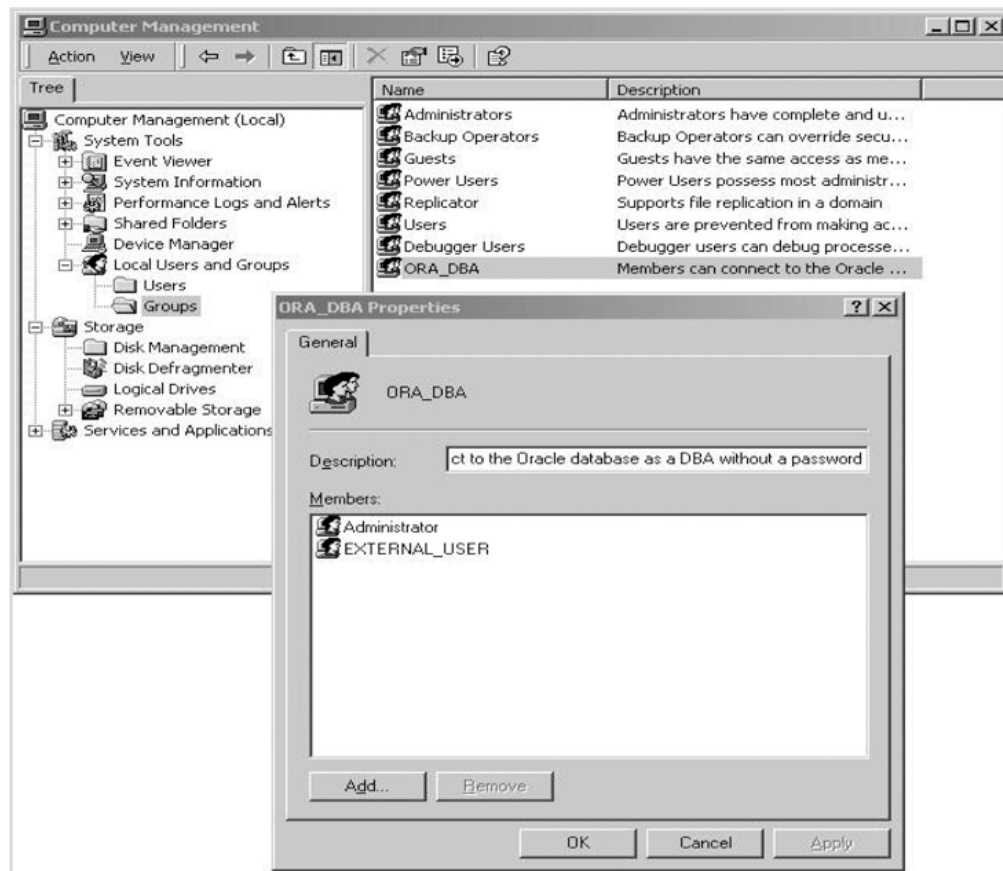 Computer Management
Action View
Tree
Computer Management (Local)
System Tools
Event Viewer
System Information
Performance Logs and Alerts
Shared Folders
Device Manager
Local Users and Groups
Users
Groups
Storage
Disk Management
Disk Defragmenter
Logical Drives
Removable Storage
Services and Applications
Name Description
Administrators Administrators have complete and u...
Backup Operators Backup Operators can override secu...
Guests Guests have the same access as me...
Power Users Power Users possess most administr...
Replicator Supports file replication in a domain
Users Users are prevented from making ac...
Debugger Users Debugger users can debug processe...
ORA_DBA Members can connect to the Oracle ...
ORA_DBA Properties
General
ORA_DBA
Description: ct to the Oracle database as a DBA without a password
Members:
Administrator
EXTERNAL_USER
Add... Remove
OK Cancel Apply